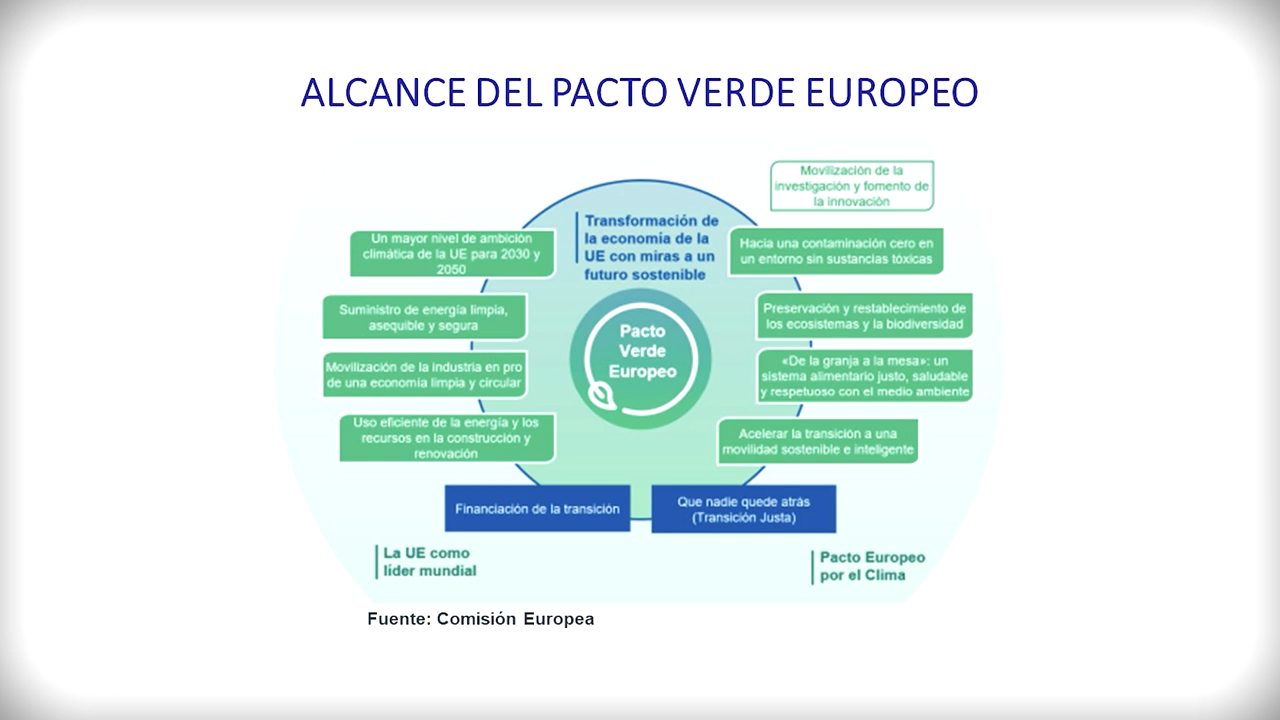 ALCANCE DEL PACTO VERDE EUROPEO
Movilización de la
investigación y fomento de
la innovación
Transformación de
la economía de la
UE con miras a un
futuro sostenible
Un mayor nivel de ambición
climática de la UE para 2030 y
2050
Hacia una contaminación cero en
un entorno sin sustancias tóxicas
Suministro de energía limpia,
asequible y segura
Preservación y restablecimiento de
los ecosistemas y la biodiversidad
Pacto
Verde
Europeo
Movilización de la industria en pro
de una economía limpia y circular
«De la granja a la mesa»: un
sistema alimentario justo, saludable
y respetuoso con el medio ambiente
Uso eficiente de la energía y los
recursos en la construcción y
renovación
Acelerar la transición a una
movilidad sostenible e inteligente
Financiación de la transición
Que nadie quede atrás
(Transición Justa)
La UE como
líder mundial
Pacto Europeo
por el Clima
Fuente: Comisión Europea